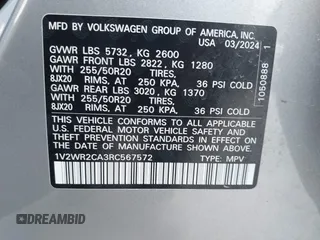 MFD. BY VOLKSWAGEN GROUP OF AMERICA, INC.
USA 03/2024
GVWR LBS 5732, KG 2600
GAWR FRONT LBS 2822, KG 1280
WITH 255/50R20 TIRES,
8JX20 RIMS, AT 250 KPA, 36 PSI COLD
GAWR REAR LBS 3020, KG 1370
WITH 255/50R20 TIRES,
8JX20 RIMS, AT 250 KPA, 36 PSI COLD
THIS VEHICLE CONFORMS TO ALL APPLICABLE
FEDERAL MOTOR VEHICLE SAFETY, BUMPER,
AND THEFT PREVENTION STANDARDS IN EFFECT ON
THE DATE OF MANUFACTURE SHOWN ABOVE.
1V2WR2CA3RC567572 TYPE: MPV
1050888 1
DREAMBID